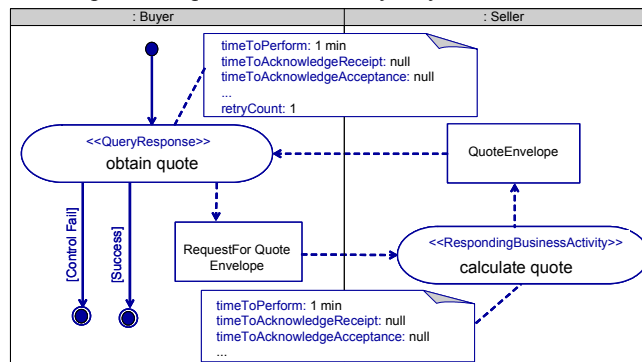 : Buyer
: Seller
timeToPerform: 1 min
timeToAcknowledgeReceipt: null
timeToAcknowledgeAcceptance: null
...
retryCount: 1
<<QueryResponse>>
obtain quote
QuoteEnvelope
[Control Fail]
[Success]
RequestFor Quote
Envelope
<<RespondingBusinessActivity>>
calculate quote
timeToPerform: 1 min
timeToAcknowledgeReceipt: null
timeToAcknowledgeAcceptance: null
...